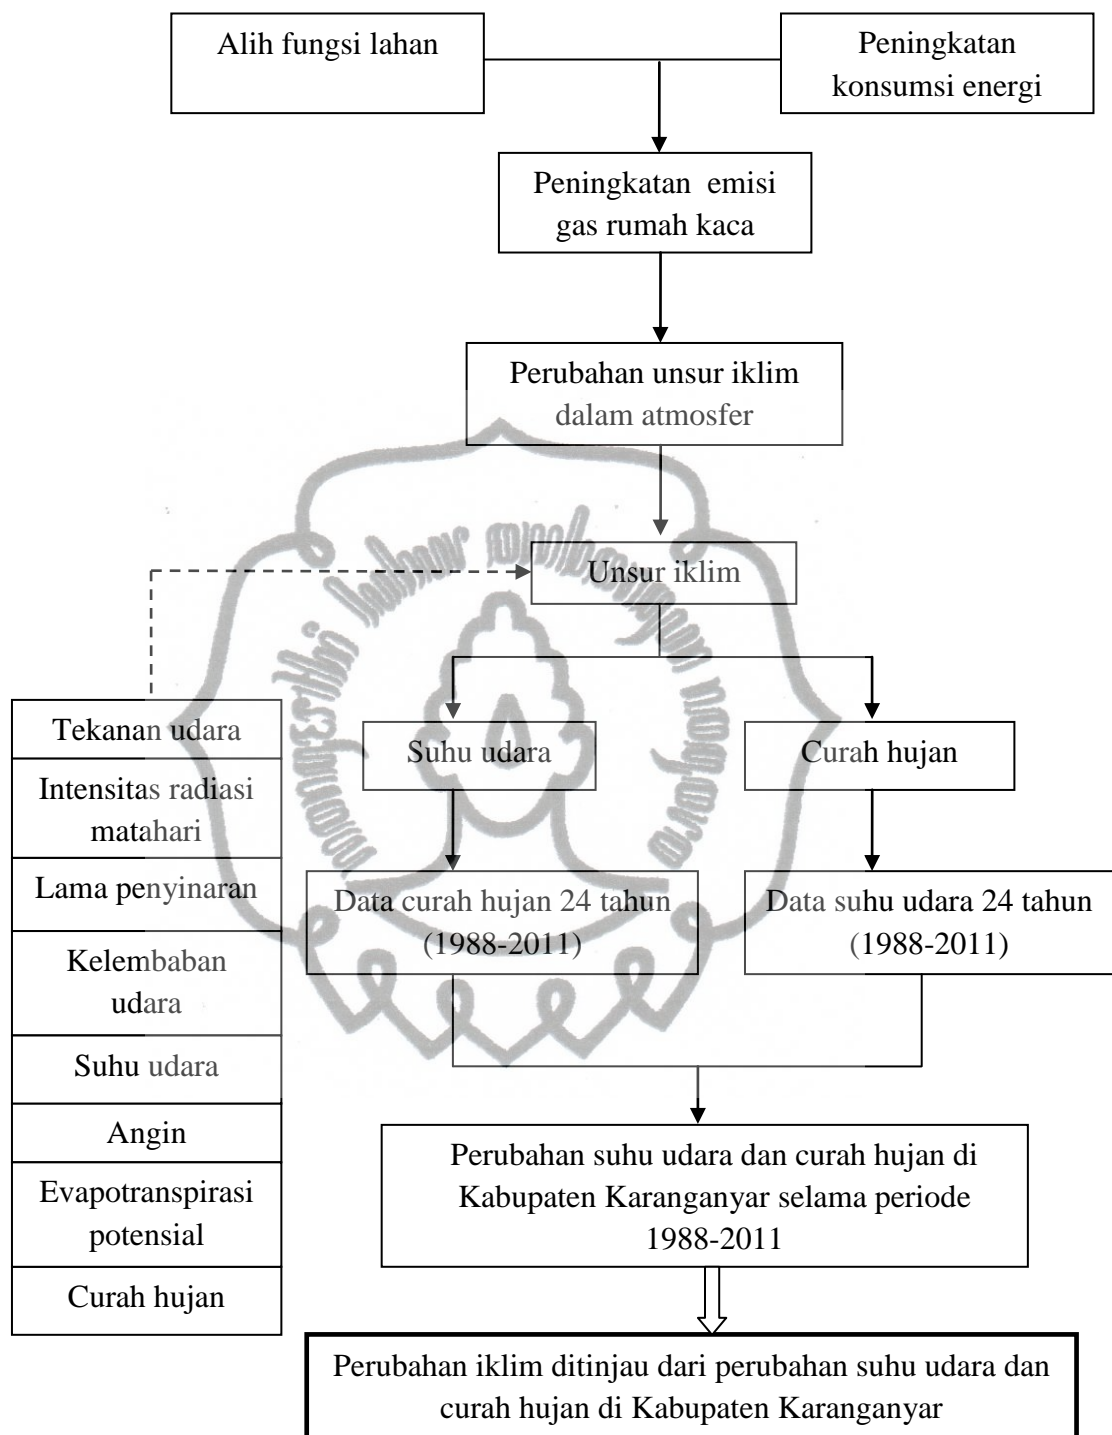 Alih fungsi lahan
Peningkatan
konsumsi energi
Peningkatan emisi
gas rumah kaca
Perubahan unsur iklim
dalam atmosfer
Unsur iklim
Tekanan udara
Intensitas radiasi
matahari
Lama penyinaran
Kelembaban
udara
Suhu udara
Angin
Evapotranspirasi
potensial
Curah hujan
Suhu udara
Curah hujan
Data curah hujan 24 tahun
(1988-2011)
Data suhu udara 24 tahun
(1988-2011)
Perubahan suhu udara dan curah hujan di
Kabupaten Karanganyar selama periode
1988-2011
Perubahan iklim ditinjau dari perubahan suhu udara dan
curah hujan di Kabupaten Karanganyar